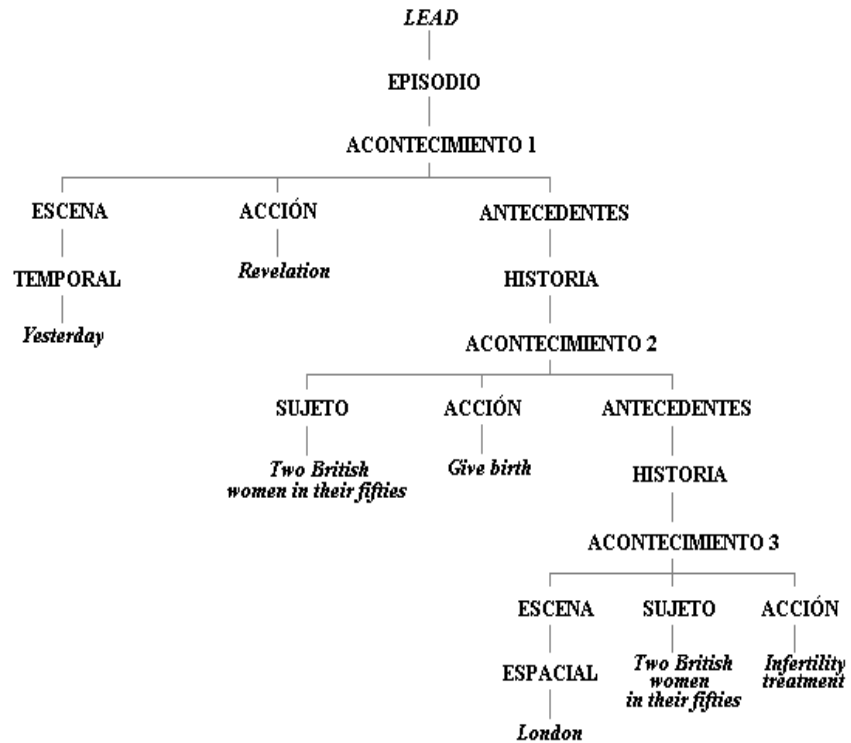 LEAD
EPISODIO
ACONTECIMIENTO 1
ESCENA ACCIÓN ANTECEDENTES
TEMPORAL Revelation HISTORIA
Yesterday
ACONTECIMIENTO 2
SUJETO ACCIÓN ANTECEDENTES
Two British Give birth HISTORIA
women in their fifties
ACONTECIMIENTO 3
ESCENA SUJETO ACCIÓN
ESPACIAL Two British Infertility
women treatment
in their fifties
London